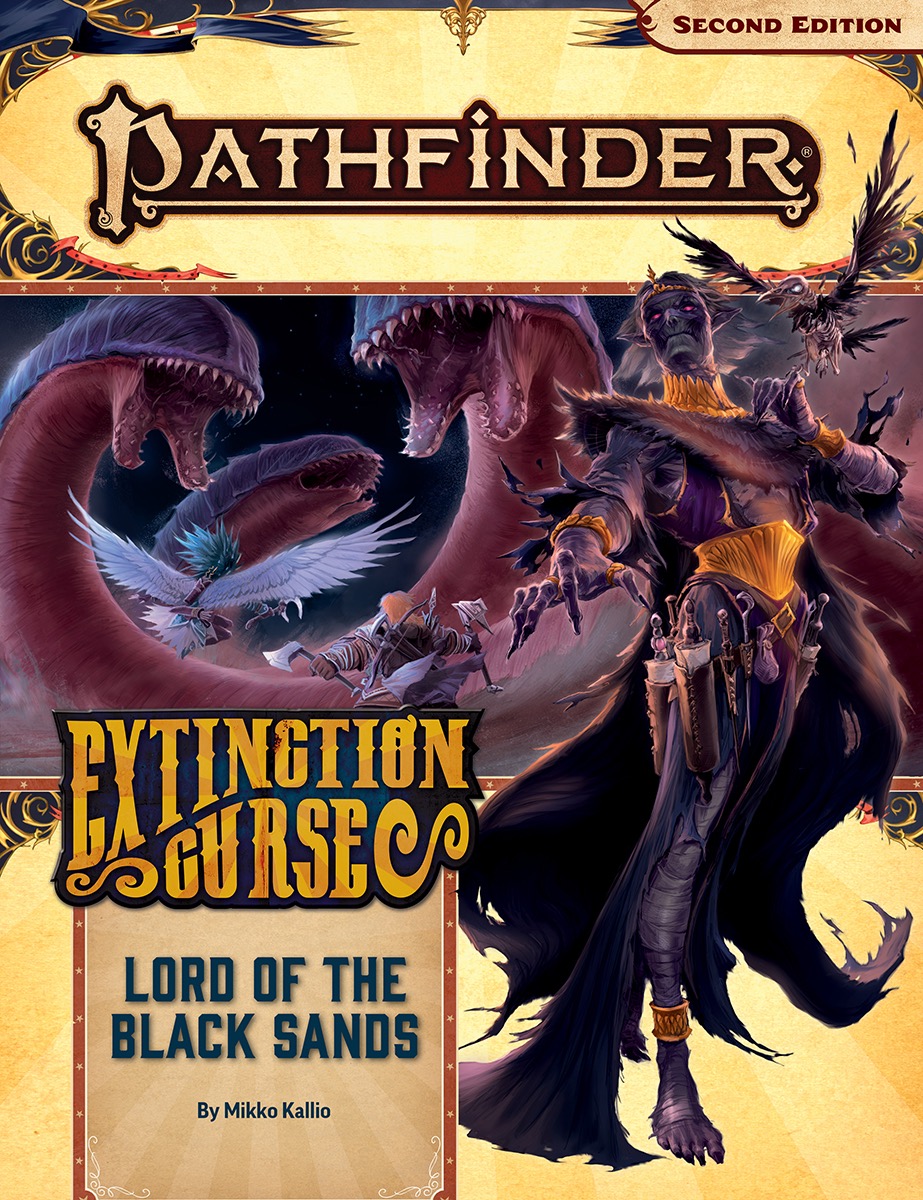 SECOND EDITION
PATHFINDER®
EXTINCTION
CURSE
LORD OF THE
BLACK SANDS
By Mikko Kallio